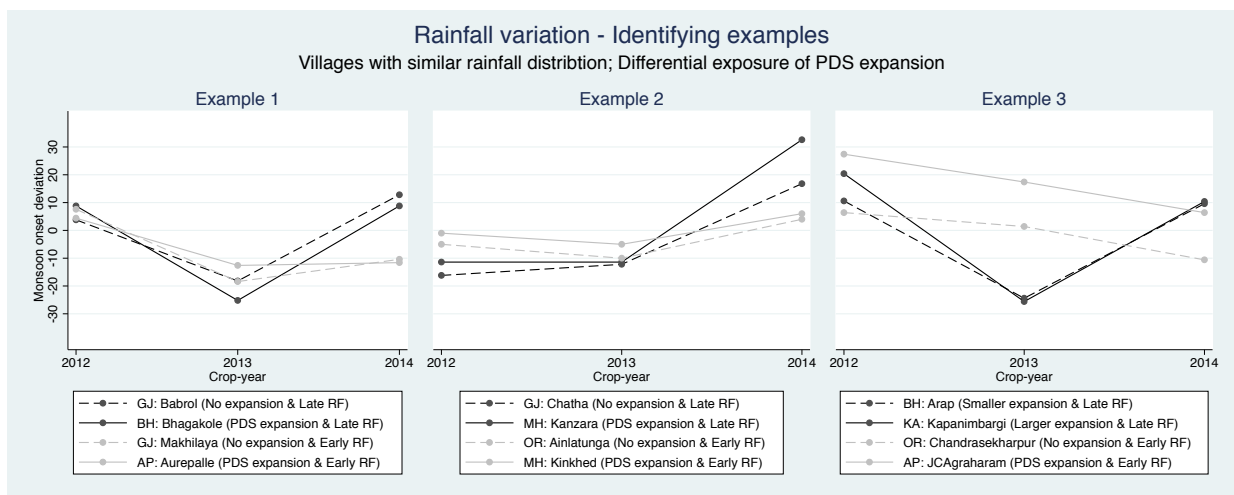 Rainfall variation - Identifying examples
Villages with similar rainfall distribtion; Differential exposure of PDS expansion
Example 1
Monsoon onset deviation
30
20
10
0
-10
-20
-30
2012 2013 2014
Crop-year
GJ: Babrol (No expansion & Late RF)
BH: Bhagakole (PDS expansion & Late RF)
GJ: Makhilaya (No expansion & Early RF)
AP: Aurepalle (PDS expansion & Early RF)
Example 2
2012 2013 2014
Crop-year
GJ: Chatha (No expansion & Late RF)
MH: Kanzara (PDS expansion & Late RF)
OR: Ainlatunga (No expansion & Early RF)
MH: Kinkhed (PDS expansion & Early RF)
Example 3
2012 2013 2014
Crop-year
BH: Arap (Smaller expansion & Late RF)
KA: Kapanimbargi (Larger expansion & Late RF)
OR: Chandrasekharpur (No expansion & Early RF)
AP: JCAgraharam (PDS expansion & Early RF)